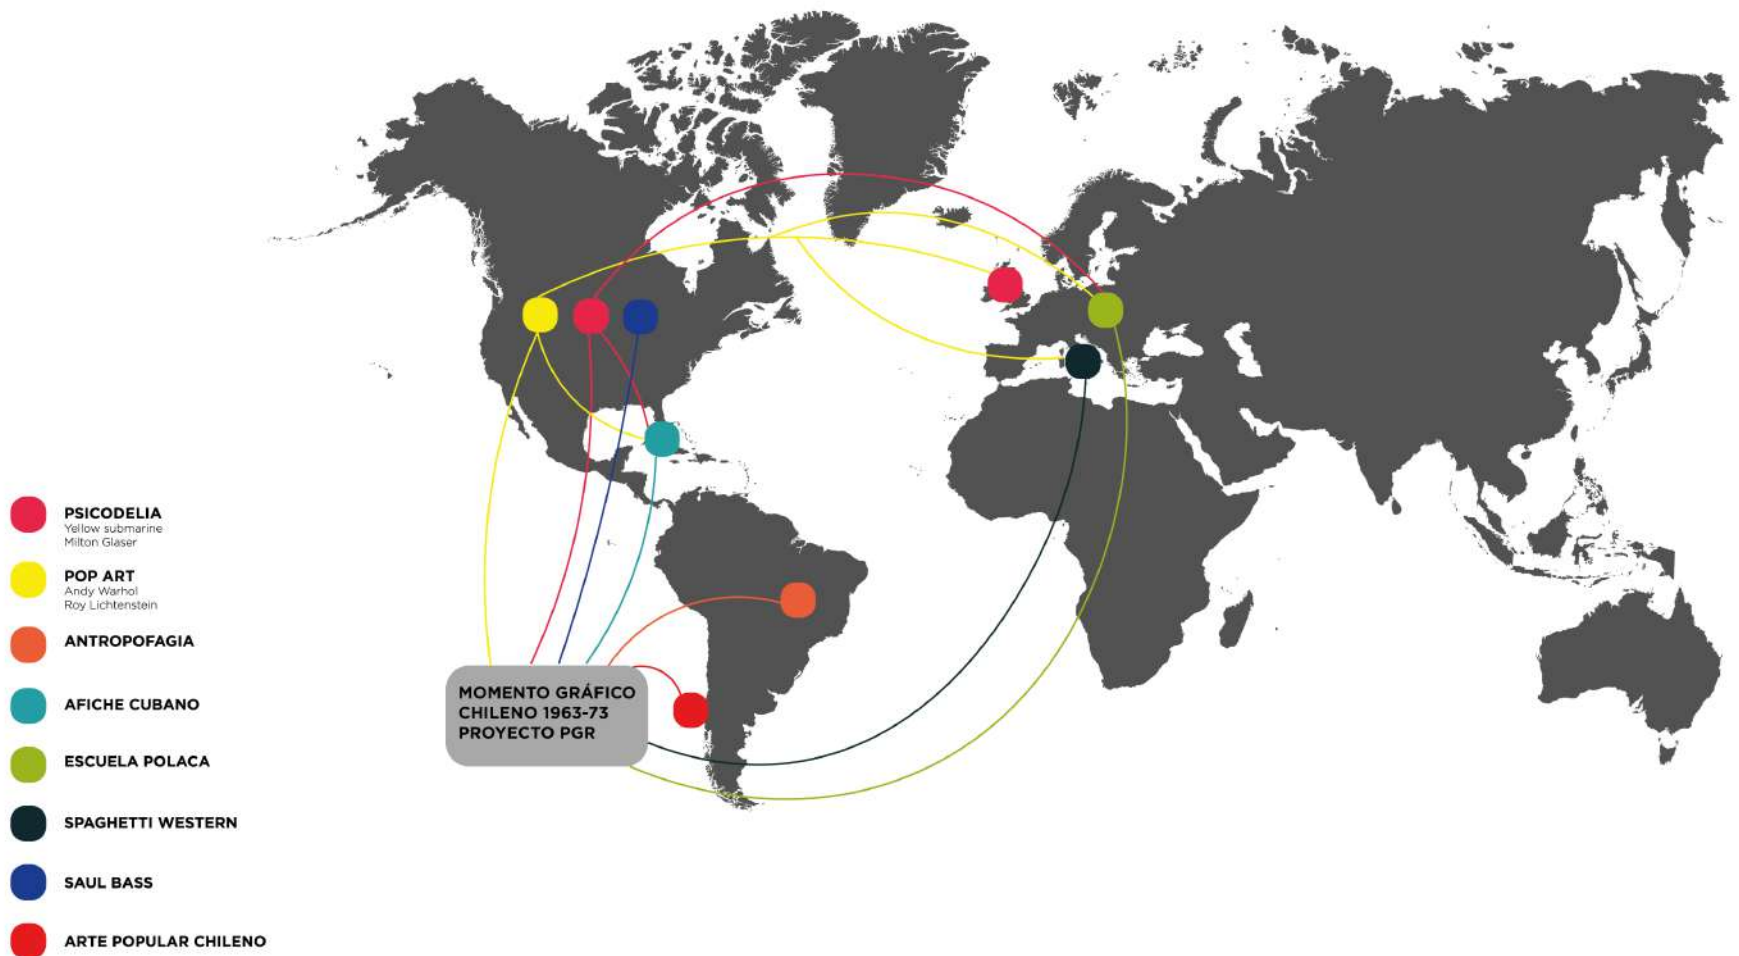 PSICODELIA
Yellow submarine
Milton Glaser
POP ART
Andy Warhol
Roy Lichtenstein
ANTROPOFAGIA
AFICHE CUBANO
ESCUELA POLACA
SPAGHETTI WESTERN
SAUL BASS
ARTE POPULAR CHILENO
MOMENTO GRÁFICO
CHILENO 1963-73
PROYECTO PGR